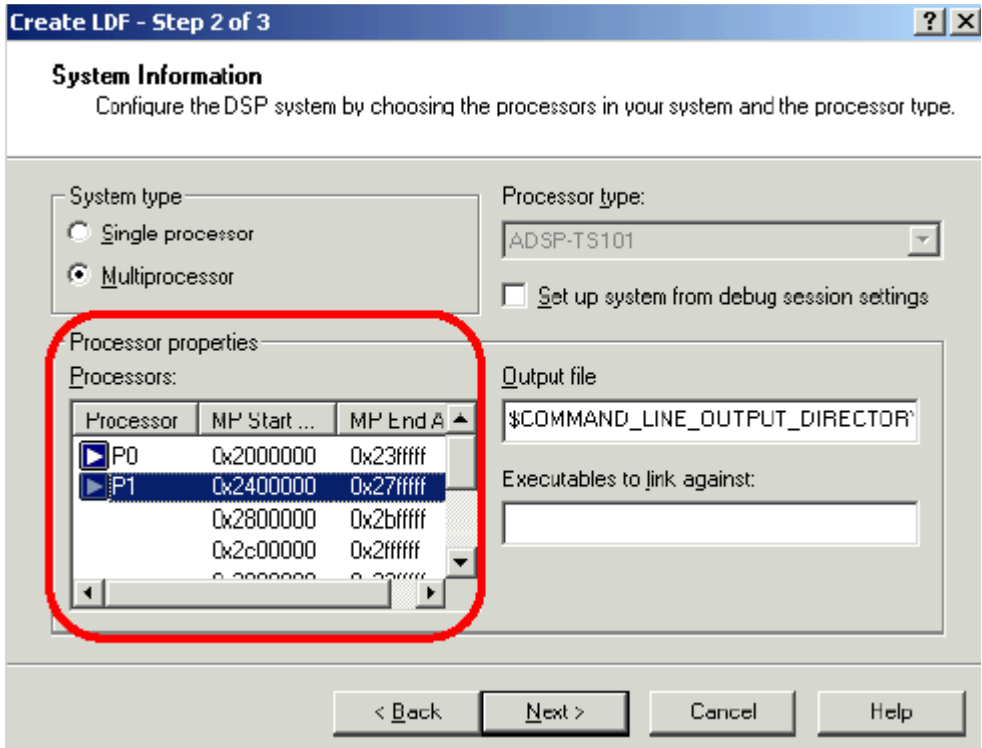 Create LDF - Step 2 of 3
System Information
Configure the DSP system by choosing the processors in your system and the processor type.
System type
Single processor
Multiprocessor
Processor type:
ADSP-TS101
Set up system from debug session settings
Processor properties
Processors:
Processor MP Start ... MP End A
P0 0x2000000 0x23fffff
P1 0x2400000 0x27fffff
0x2800000 0x2bfffff
0x2c00000 0x2ffffff
Output file
$COMMAND_LINE_OUTPUT_DIRECTORY
Executables to link against:
< Back
Next >
Cancel
Help